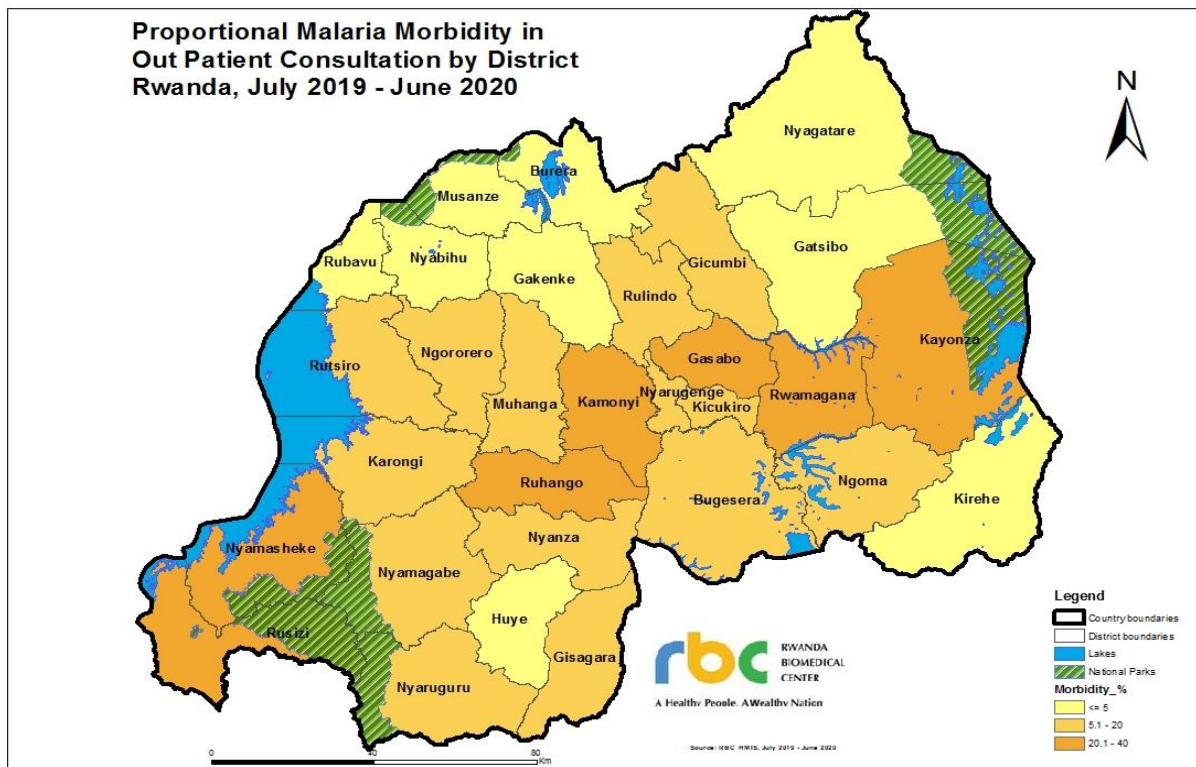 Proportional Malaria Morbidity in
Out Patient Consultation by District
Rwanda, July 2019 - June 2020
N
Nyagatare
Burera
Musanze
Gatsibo
Rubavu
Nyabihu
Gakenke
Gicumbi
Rulindo
Rutsiro
Ngororero
Gasabo
Kayonza
Muhanga
Kamonyi
Nyarugenge
Kicukiro
Rwamagana
Karongi
Ruhango
Bugesera
Ngoma
Kirehe
Nyamasheke
Nyanza
Nyamagabe
Huye
Rusizi
Gisagara
Nyaruguru
rbc
RWANDA
BIOMEDICAL
CENTER
A Healthy People, A Wealthy Nation
Source: RBC HMIS, July 2019 - June 2020
Legend
Country boundaries
District boundaries
Lakes
National Parks
Morbidity_%
<= 5
5.1 - 20
20.1 - 40
0 40 80
Km